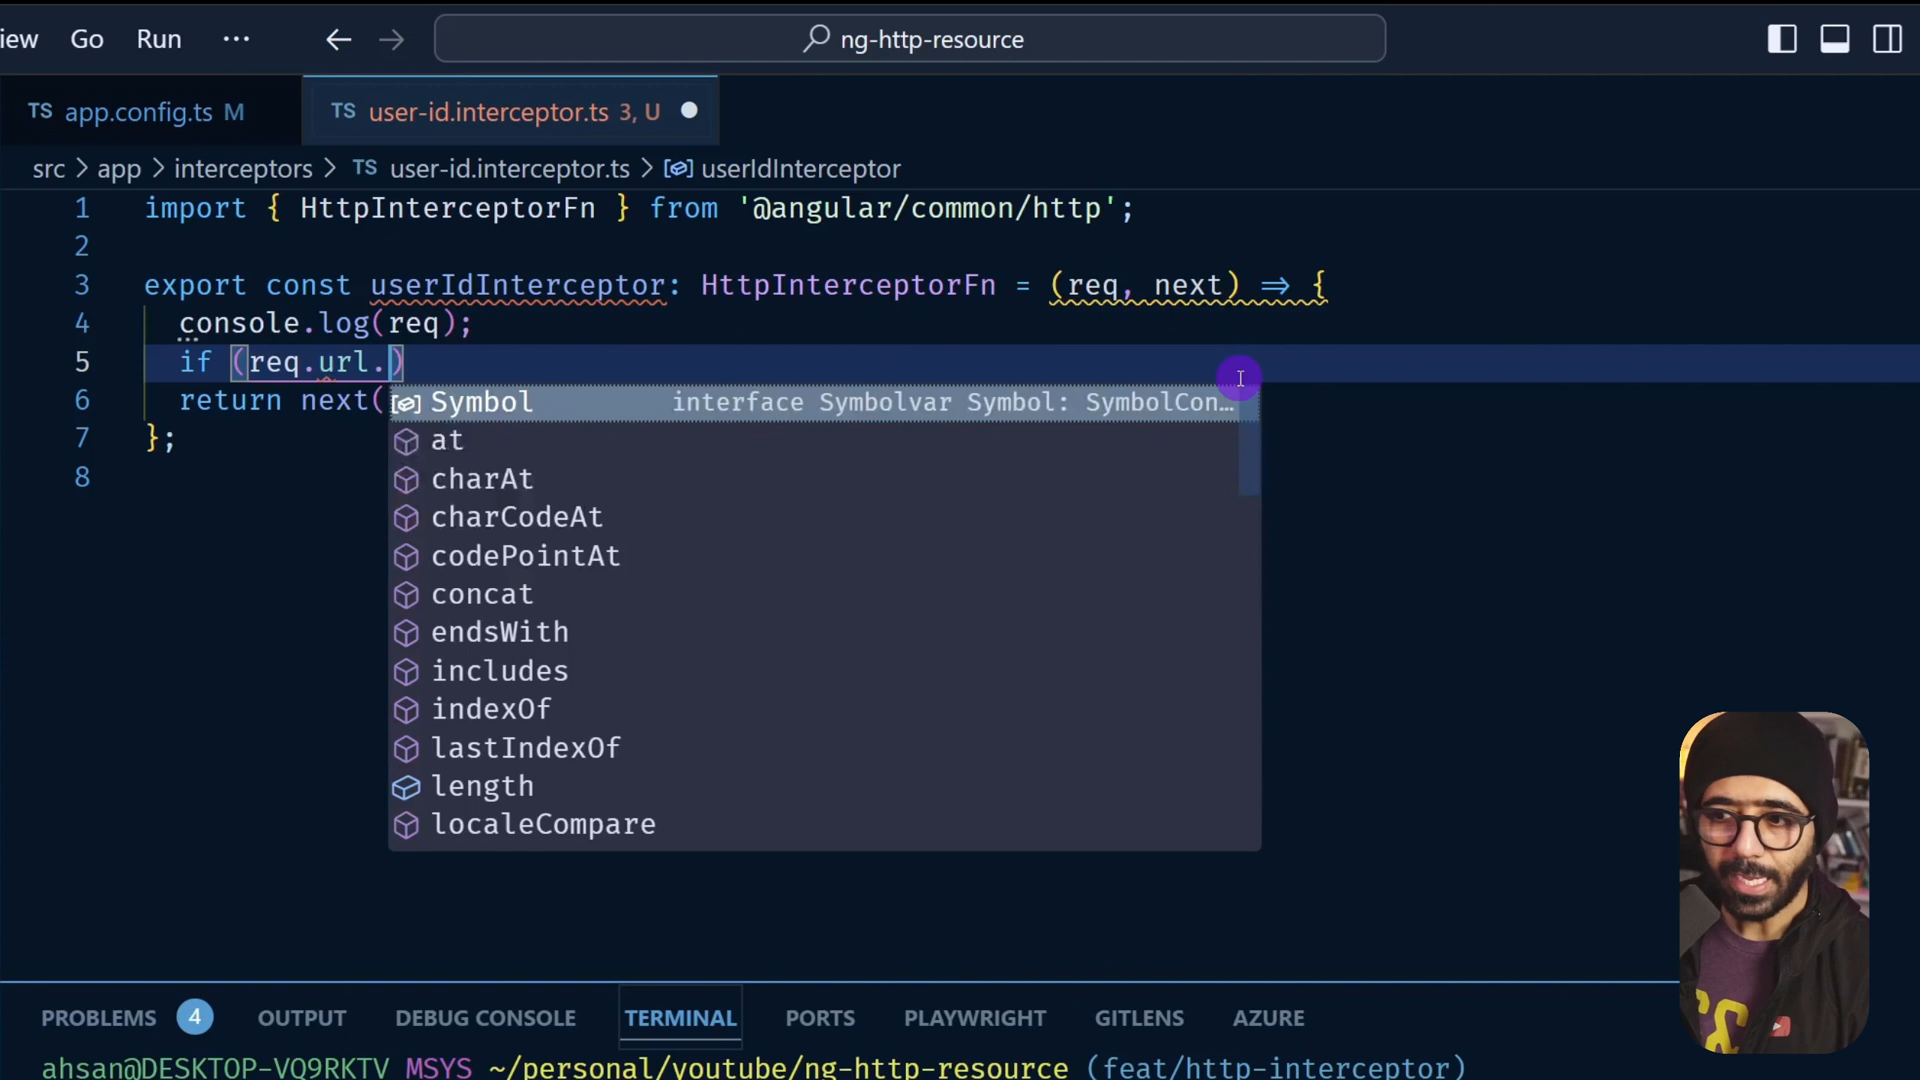 iew Go Run ··· ← → ng-http-resource
TS app.config.ts M TS user-id.interceptor.ts 3, U
src > app > interceptors > TS user-id.interceptor.ts > userIdInterceptor
1 import { HttpInterceptorFn } from '@angular/common/http';
2
3 export const userIdInterceptor: HttpInterceptorFn = (req, next) => {
4 console.log(req);
5 if (req.url.)
6 return next(
7 };
8
Symbol interface Symbolvar Symbol: SymbolCon…
at
charAt
charCodeAt
codePointAt
concat
endsWith
includes
indexOf
lastIndexOf
length
localeCompare
PROBLEMS 4 OUTPUT DEBUG CONSOLE TERMINAL PORTS PLAYWRIGHT GITLENS AZURE
ahsan@DESKTOP-VQ9RKTV MSYS ~/personal/youtube/ng-http-resource (feat/http-interceptor)